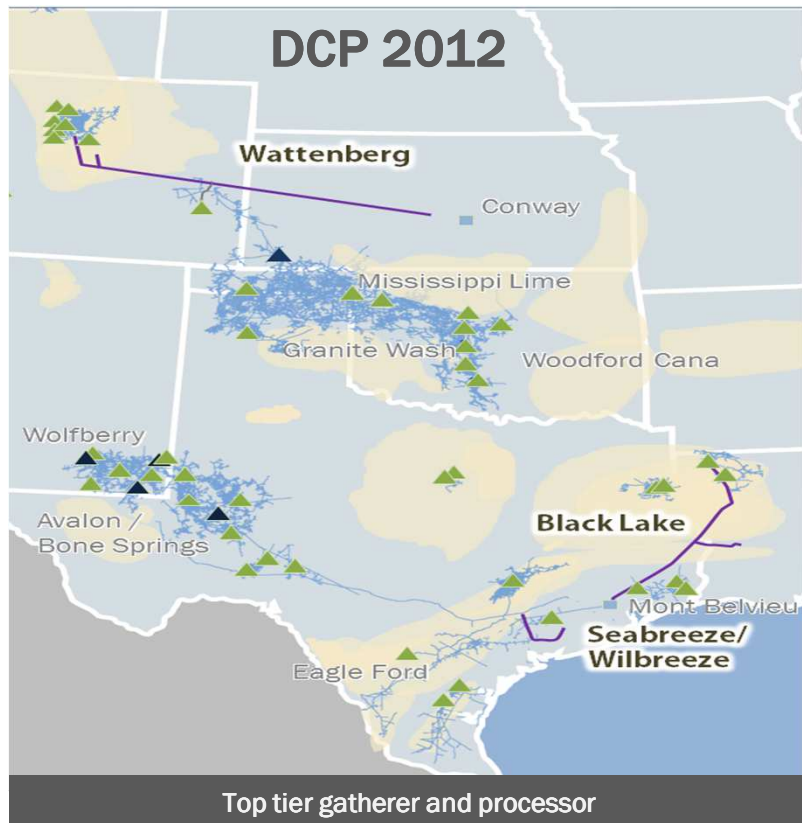 DCP 2012
Wattenberg
Conway
Mississippi Lime
Granite Wash
Woodford Cana
Wolfberry
Avalon /
Bone Springs
Black Lake
Mont Belvieu
Seabreeze/
Wilbreeze
Eagle Ford
Top tier gatherer and processor